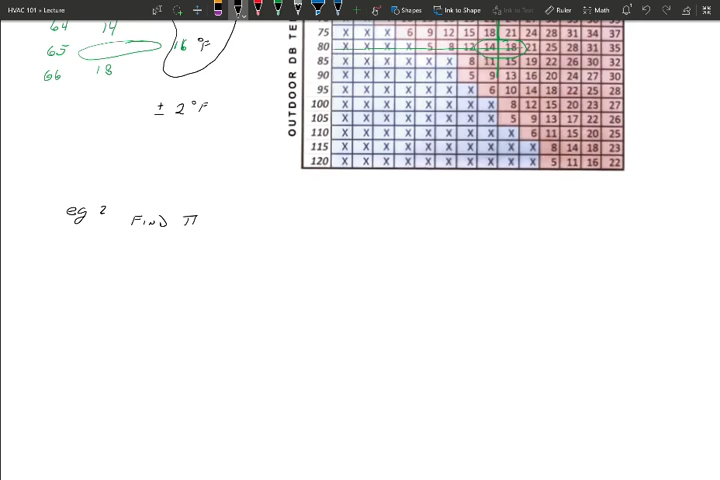 HVAC 101 » Lecture
Shapes Ink to Shape Ink to Text Ruler Math
64 14
65 16 °F
66 18
± 2 °F
OUTDOOR DB TE
75 X X X 6 9 12 15 18 21 24 28 31 34 37
80 X X X X 5 8 12 14 18 21 25 28 31 35
85 X X X X X X 8 11 15 19 22 26 30 32
90 X X X X X X 5 9 13 16 20 24 27 30
95 X X X X X X X 6 10 14 18 22 25 28
100 X X X X X X X X 8 12 15 20 23 27
105 X X X X X X X X 5 9 13 17 22 26
110 X X X X X X X X X 6 11 15 20 25
115 X X X X X X X X X X 8 14 18 23
120 X X X X X X X X X X 5 11 16 22
eg 2 FIND π